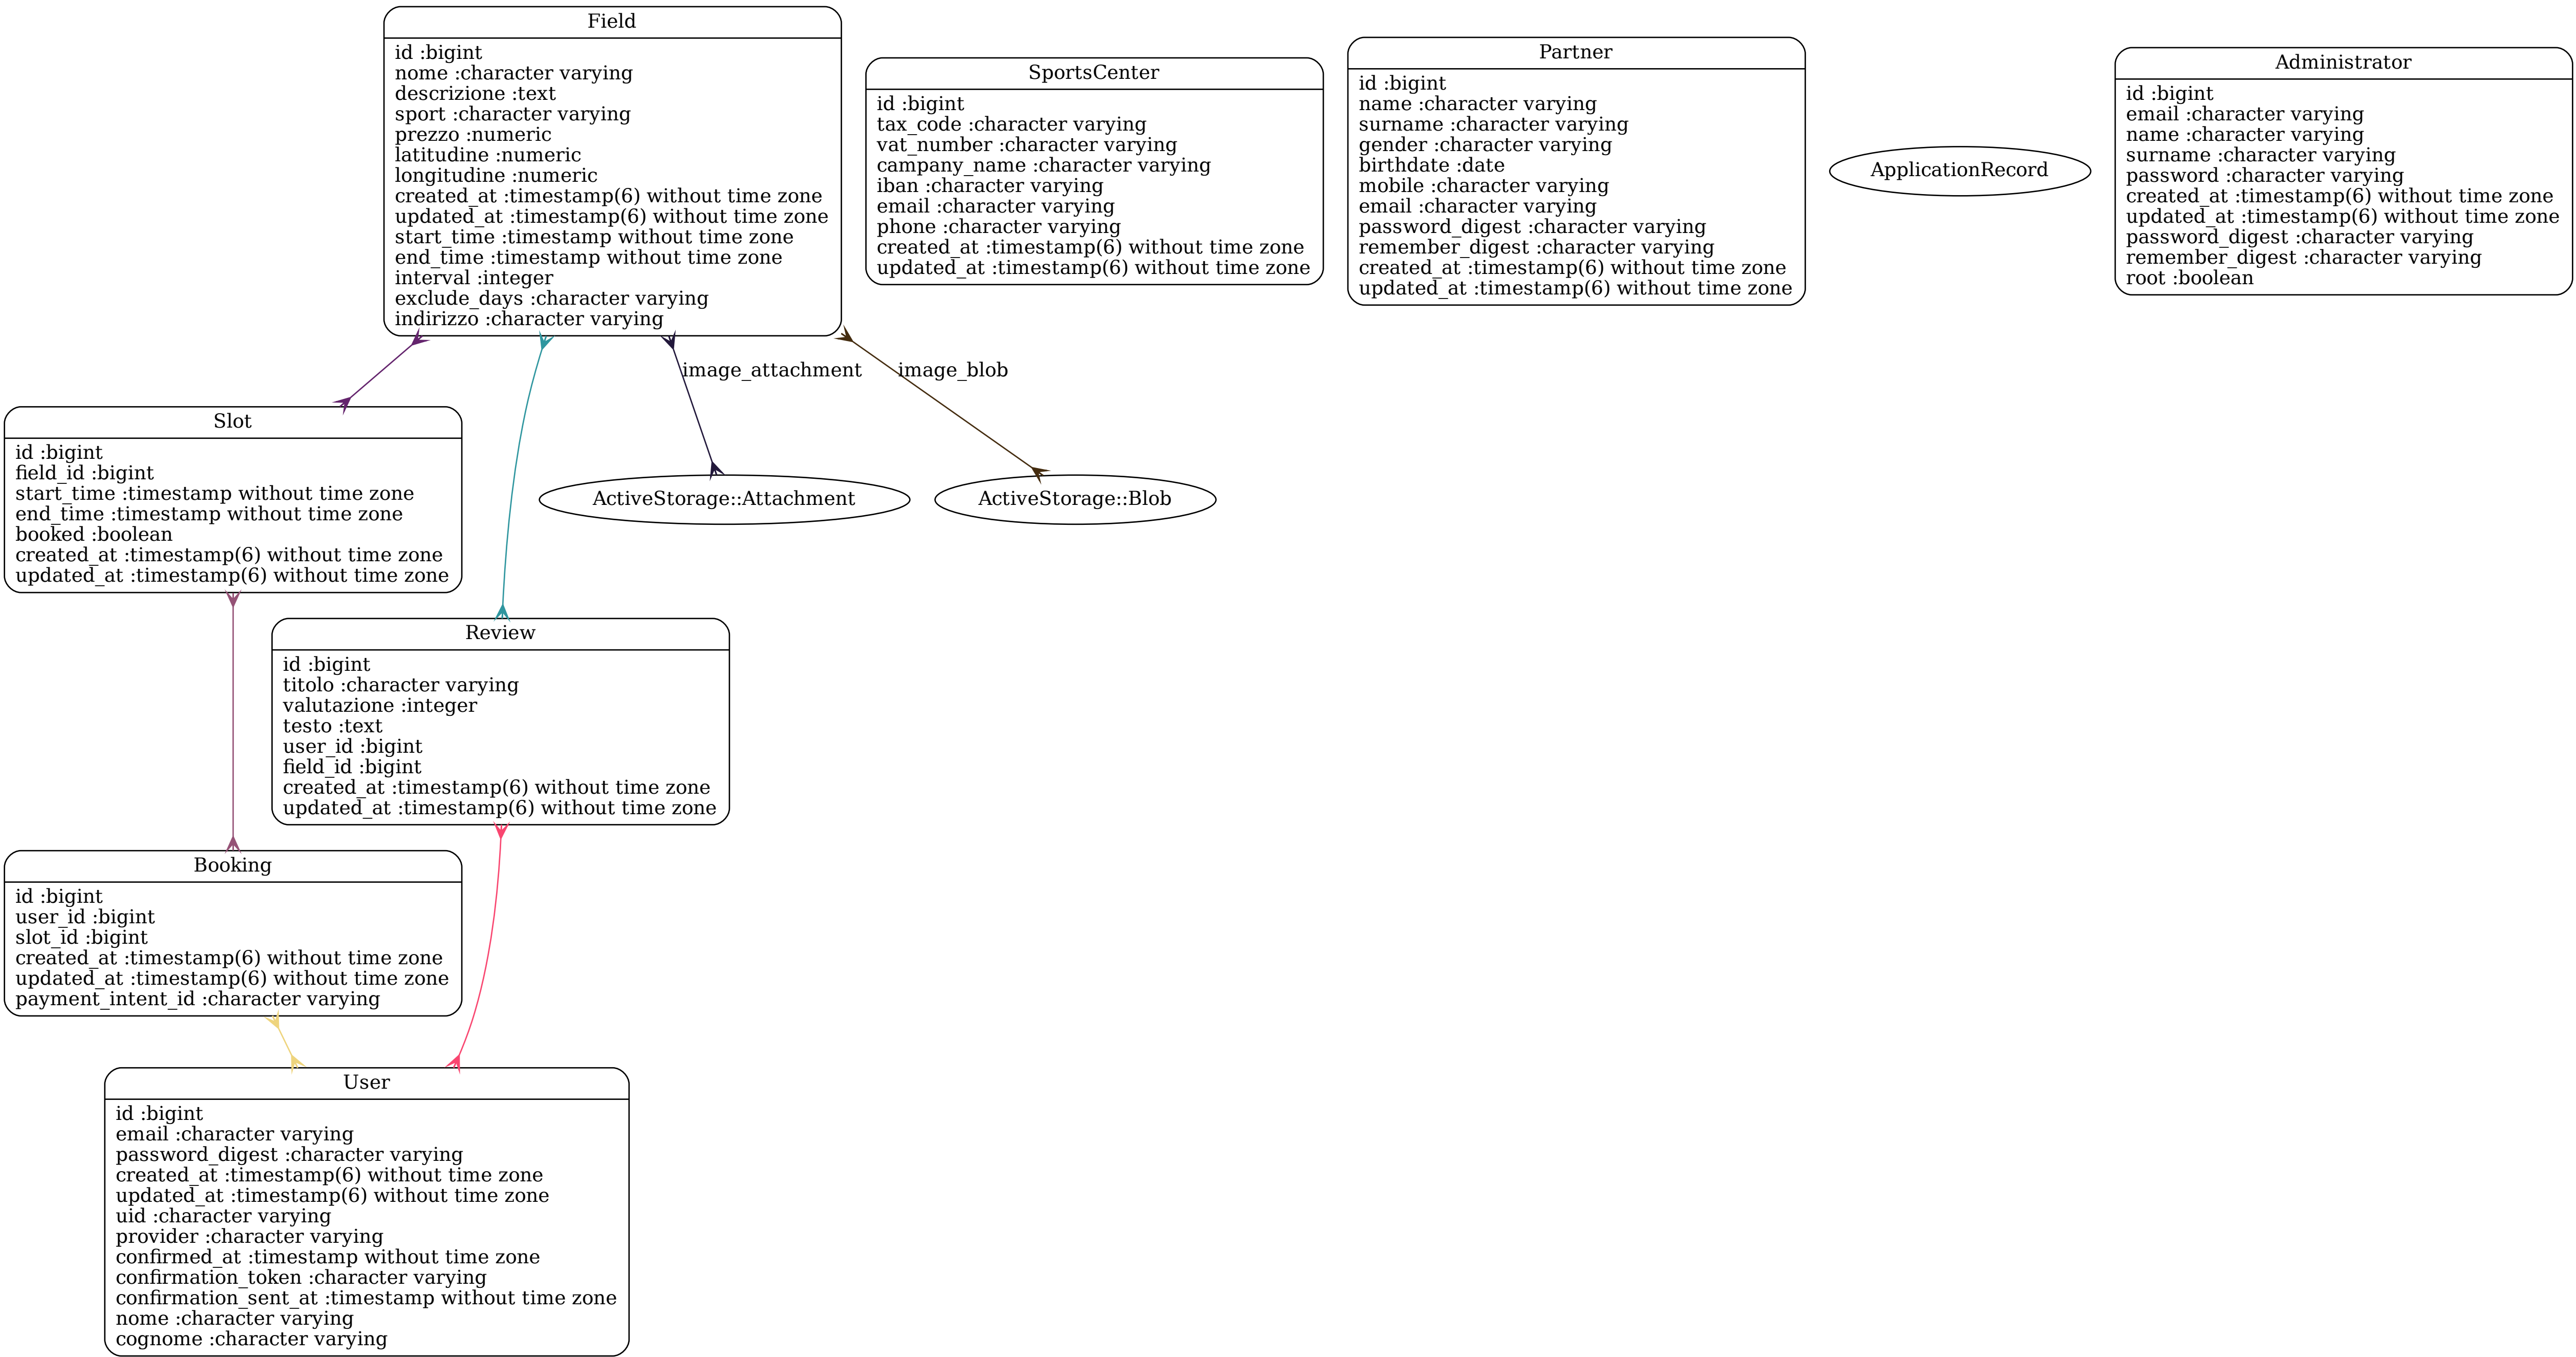 Field
id :bigint
nome :character varying
descrizione :text
sport :character varying
prezzo :numeric
latitudine :numeric
longitudine :numeric
created_at :timestamp(6) without time zone
updated_at :timestamp(6) without time zone
start_time :timestamp without time zone
end_time :timestamp without time zone
interval :integer
exclude_days :character varying
indirizzo :character varying
SportsCenter
id :bigint
tax_code :character varying
vat_number :character varying
campany_name :character varying
iban :character varying
email :character varying
phone :character varying
created_at :timestamp(6) without time zone
updated_at :timestamp(6) without time zone
Partner
id :bigint
name :character varying
surname :character varying
gender :character varying
birthdate :date
mobile :character varying
email :character varying
password_digest :character varying
remember_digest :character varying
created_at :timestamp(6) without time zone
updated_at :timestamp(6) without time zone
ApplicationRecord
Administrator
id :bigint
email :character varying
name :character varying
surname :character varying
password :character varying
created_at :timestamp(6) without time zone
updated_at :timestamp(6) without time zone
password_digest :character varying
remember_digest :character varying
root :boolean
image_attachment
image_blob
Slot
id :bigint
field_id :bigint
start_time :timestamp without time zone
end_time :timestamp without time zone
booked :boolean
created_at :timestamp(6) without time zone
updated_at :timestamp(6) without time zone
ActiveStorage::Attachment
ActiveStorage::Blob
Review
id :bigint
titolo :character varying
valutazione :integer
testo :text
user_id :bigint
field_id :bigint
created_at :timestamp(6) without time zone
updated_at :timestamp(6) without time zone
Booking
id :bigint
user_id :bigint
slot_id :bigint
created_at :timestamp(6) without time zone
updated_at :timestamp(6) without time zone
payment_intent_id :character varying
User
id :bigint
email :character varying
password_digest :character varying
created_at :timestamp(6) without time zone
updated_at :timestamp(6) without time zone
uid :character varying
provider :character varying
confirmed_at :timestamp without time zone
confirmation_token :character varying
confirmation_sent_at :timestamp without time zone
nome :character varying
cognome :character varying